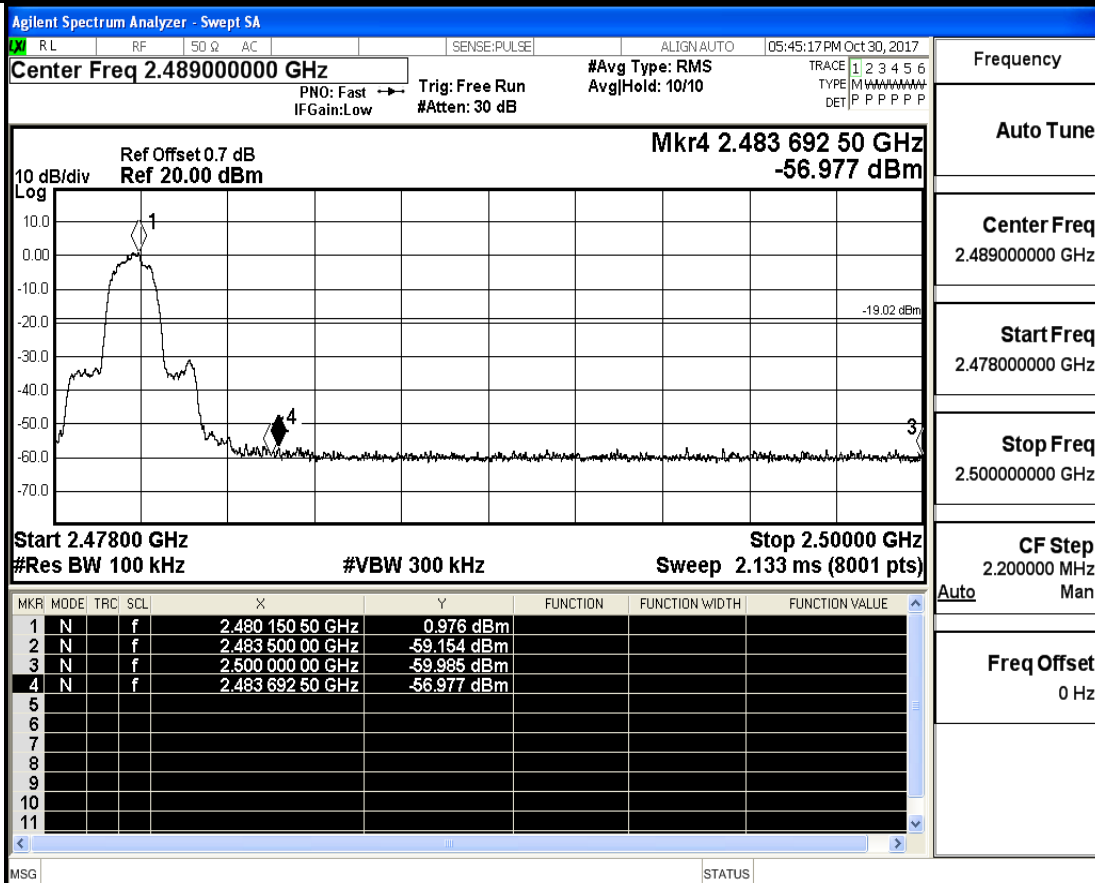 Agilent Spectrum Analyzer - Swept SA
LXI RL RF 50 Ω AC SENSE:PULSE ALIGN AUTO 05:45:17 PM Oct 30, 2017
Center Freq 2.489000000 GHz
PNO: Fast
IFGain:Low
Trig: Free Run
#Atten: 30 dB
#Avg Type: RMS
Avg|Hold: 10/10
TRACE 1 2 3 4 5 6
TYPE M
DET P P P P P P
Mkr4 2.483 692 50 GHz
-56.977 dBm
Ref Offset 0.7 dB
Ref 20.00 dBm
10 dB/div
Log
10.0
0.00
-10.0
-20.0
-30.0
-40.0
-50.0
-60.0
-70.0
1
-19.02 dBm
4
3
Start 2.47800 GHz
Stop 2.50000 GHz
#Res BW 100 kHz
#VBW 300 kHz
Sweep 2.133 ms (8001 pts)
MKR MODE TRC SCL X Y FUNCTION FUNCTION WIDTH FUNCTION VALUE
1 N f 2.480 150 50 GHz 0.976 dBm
2 N f 2.483 500 00 GHz -59.154 dBm
3 N f 2.500 000 00 GHz -59.985 dBm
4 N f 2.483 692 50 GHz -56.977 dBm
5
6
7
8
9
10
11
MSG
STATUS
Frequency
Auto Tune
Center Freq
2.489000000 GHz
Start Freq
2.478000000 GHz
Stop Freq
2.500000000 GHz
CF Step
2.200000 MHz
Auto Man
Freq Offset
0 Hz